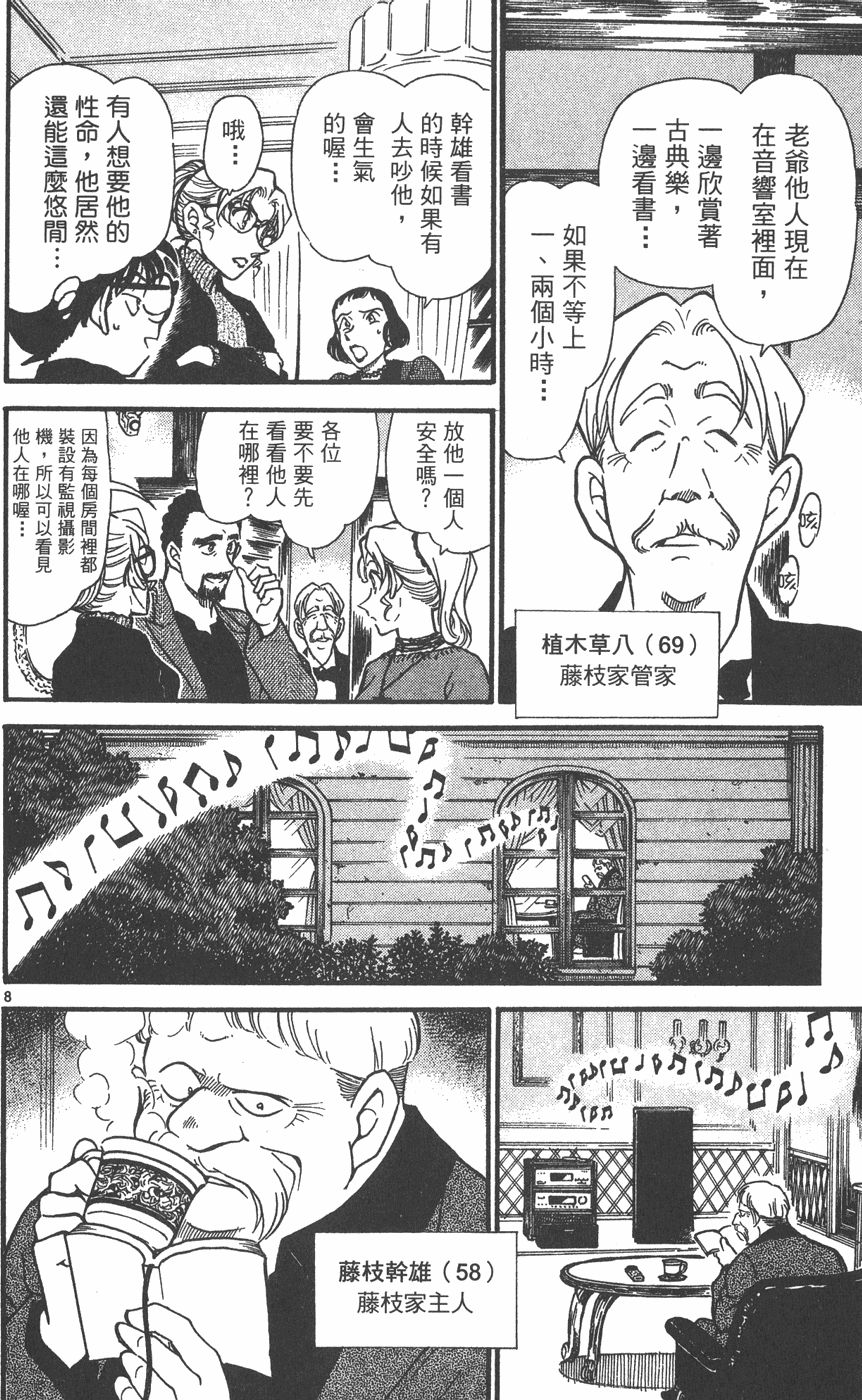 老爺他人現在
在音響室裡面，
一邊欣賞著
古典樂，
一邊看書…
如果不等上
一、兩個小時…
咳
咳
植木草八（69）
藤枝家管家
幹雄看書
的時候如果有
人去吵他，
會生氣
的喔…
哦…
有人想要他的
性命，他居然
還能這麼悠閒…
放他一個人
安全嗎？
各位
要不要先
看看他人
在哪裡？
因為每個房間裡都
裝設有監視攝影
機，所以可以看見
他人在哪喔…
8
藤枝幹雄（58）
藤枝家主人